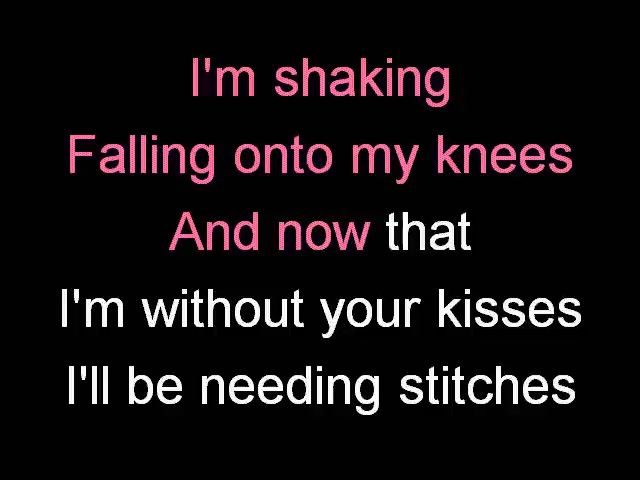 I'm shaking
Falling onto my knees
And now that
I'm without your kisses
I'll be needing stitches